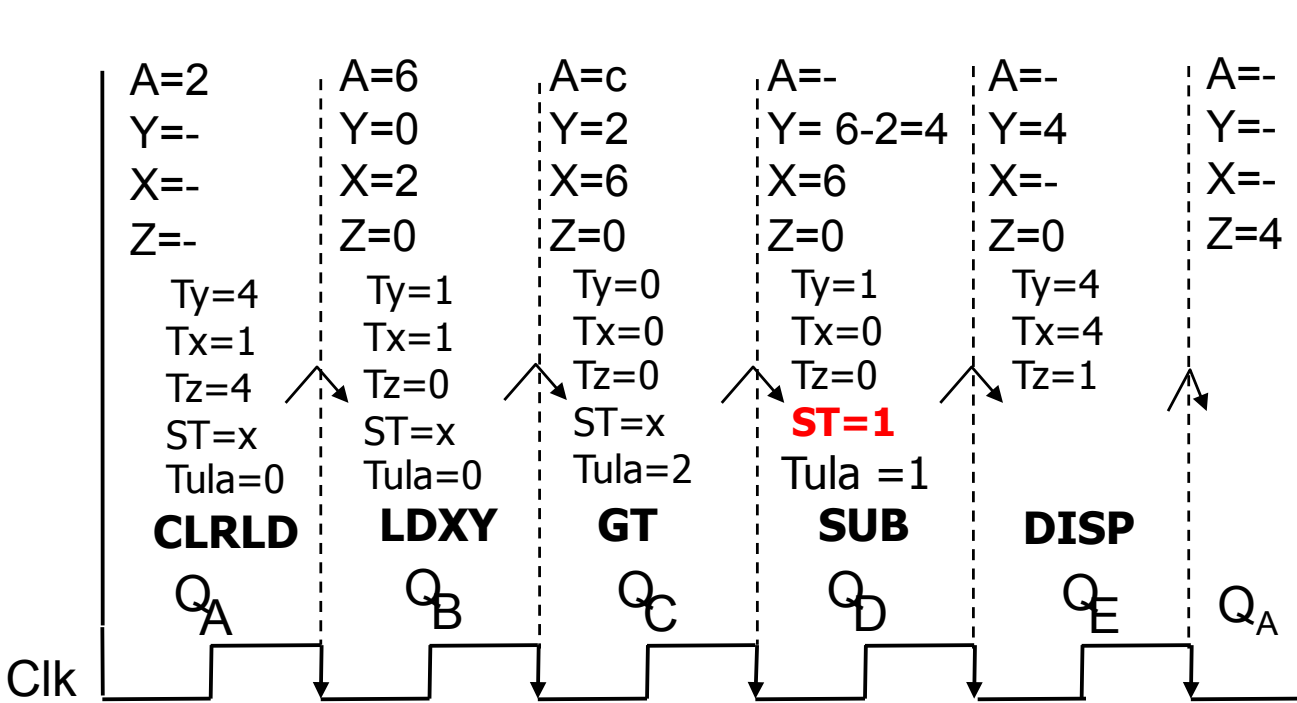 A=2
Y=-
X=-
Z=-
Ty=4
Tx=1
Tz=4
ST=x
Tula=0
CLRLD
QA
A=6
Y=0
X=2
Z=0
Ty=1
Tx=1
Tz=0
ST=x
Tula=0
LDXY
QB
A=c
Y=2
X=6
Z=0
Ty=0
Tx=0
Tz=0
ST=x
Tula=2
GT
QC
A=-
Y= 6-2=4
X=6
Z=0
Ty=1
Tx=0
Tz=0
ST=1
Tula =1
SUB
QD
A=-
Y=4
X=-
Z=0
Ty=4
Tx=4
Tz=1
DISP
QE
A=-
Y=-
X=-
Z=4
QA
Clk